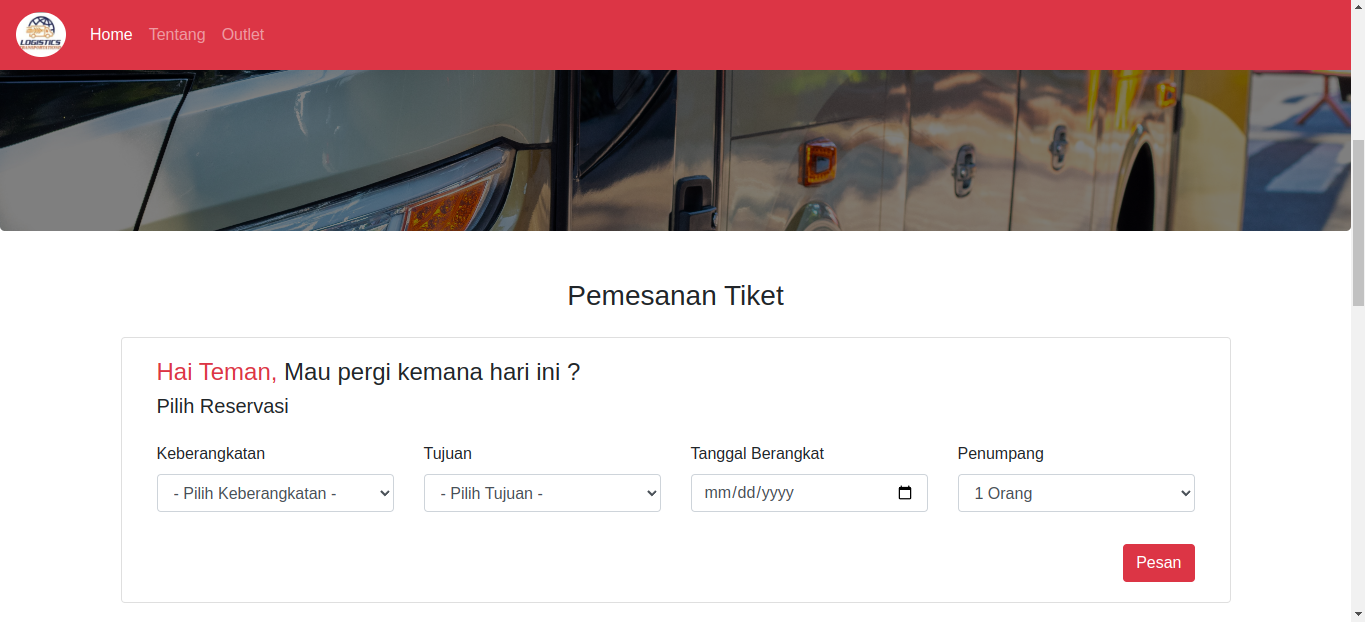 LOGISTICS
Home Tentang Outlet
Pemesanan Tiket
Hai Teman, Mau pergi kemana hari ini ?
Pilih Reservasi
Keberangkatan Tujuan Tanggal Berangkat Penumpang
- Pilih Keberangkatan - - Pilih Tujuan - mm/dd/yyyy 1 Orang
Pesan